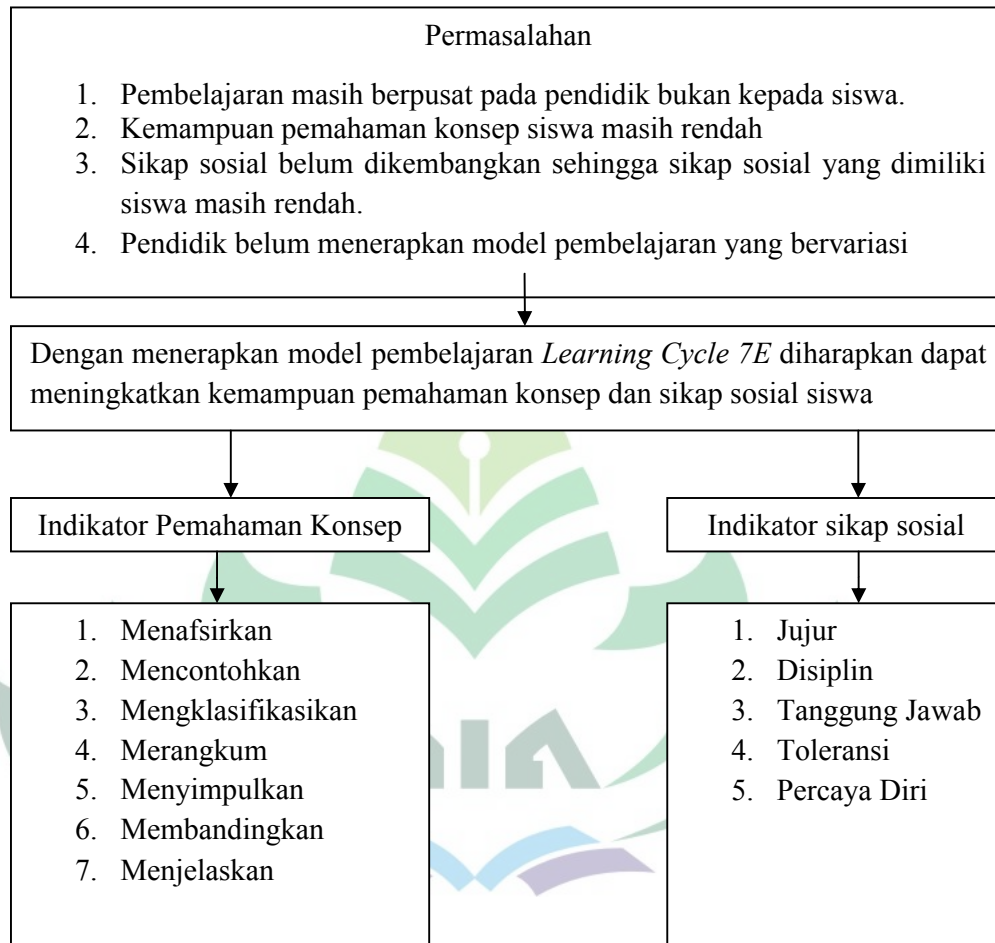 Permasalahan
1. Pembelajaran masih berpusat pada pendidik bukan kepada siswa.
2. Kemampuan pemahaman konsep siswa masih rendah
3. Sikap sosial belum dikembangkan sehingga sikap sosial yang dimiliki
siswa masih rendah.
4. Pendidik belum menerapkan model pembelajaran yang bervariasi
Dengan menerapkan model pembelajaran Learning Cycle 7E diharapkan dapat
meningkatkan kemampuan pemahaman konsep dan sikap sosial siswa
Indikator Pemahaman Konsep
Indikator sikap sosial
1. Menafsirkan
2. Mencontohkan
3. Mengklasifikasikan
4. Merangkum
5. Menyimpulkan
6. Membandingkan
7. Menjelaskan
1. Jujur
2. Disiplin
3. Tanggung Jawab
4. Toleransi
5. Percaya Diri